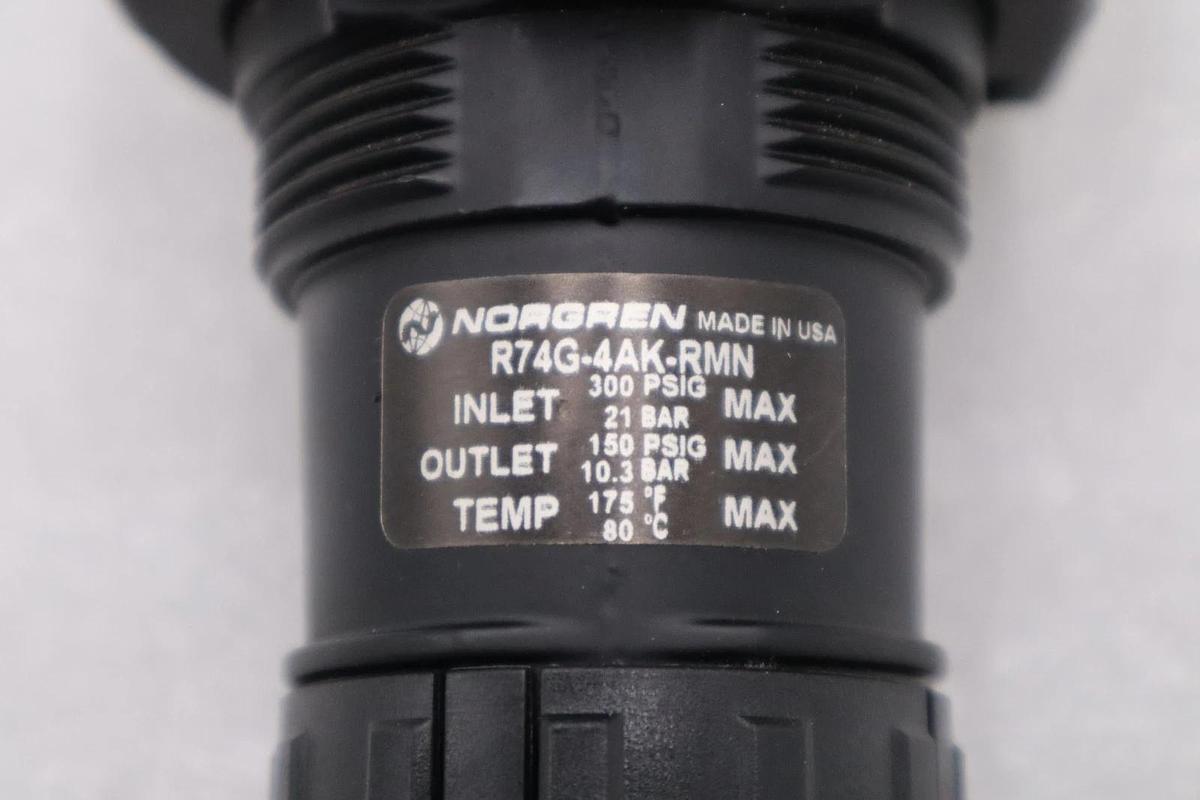 NORGREN MADE IN USA
R74G-4AK-RMN
INLET 300 PSIG 21 BAR MAX
OUTLET 150 PSIG 10.3 BAR MAX
TEMP 175 °F 80 °C MAX